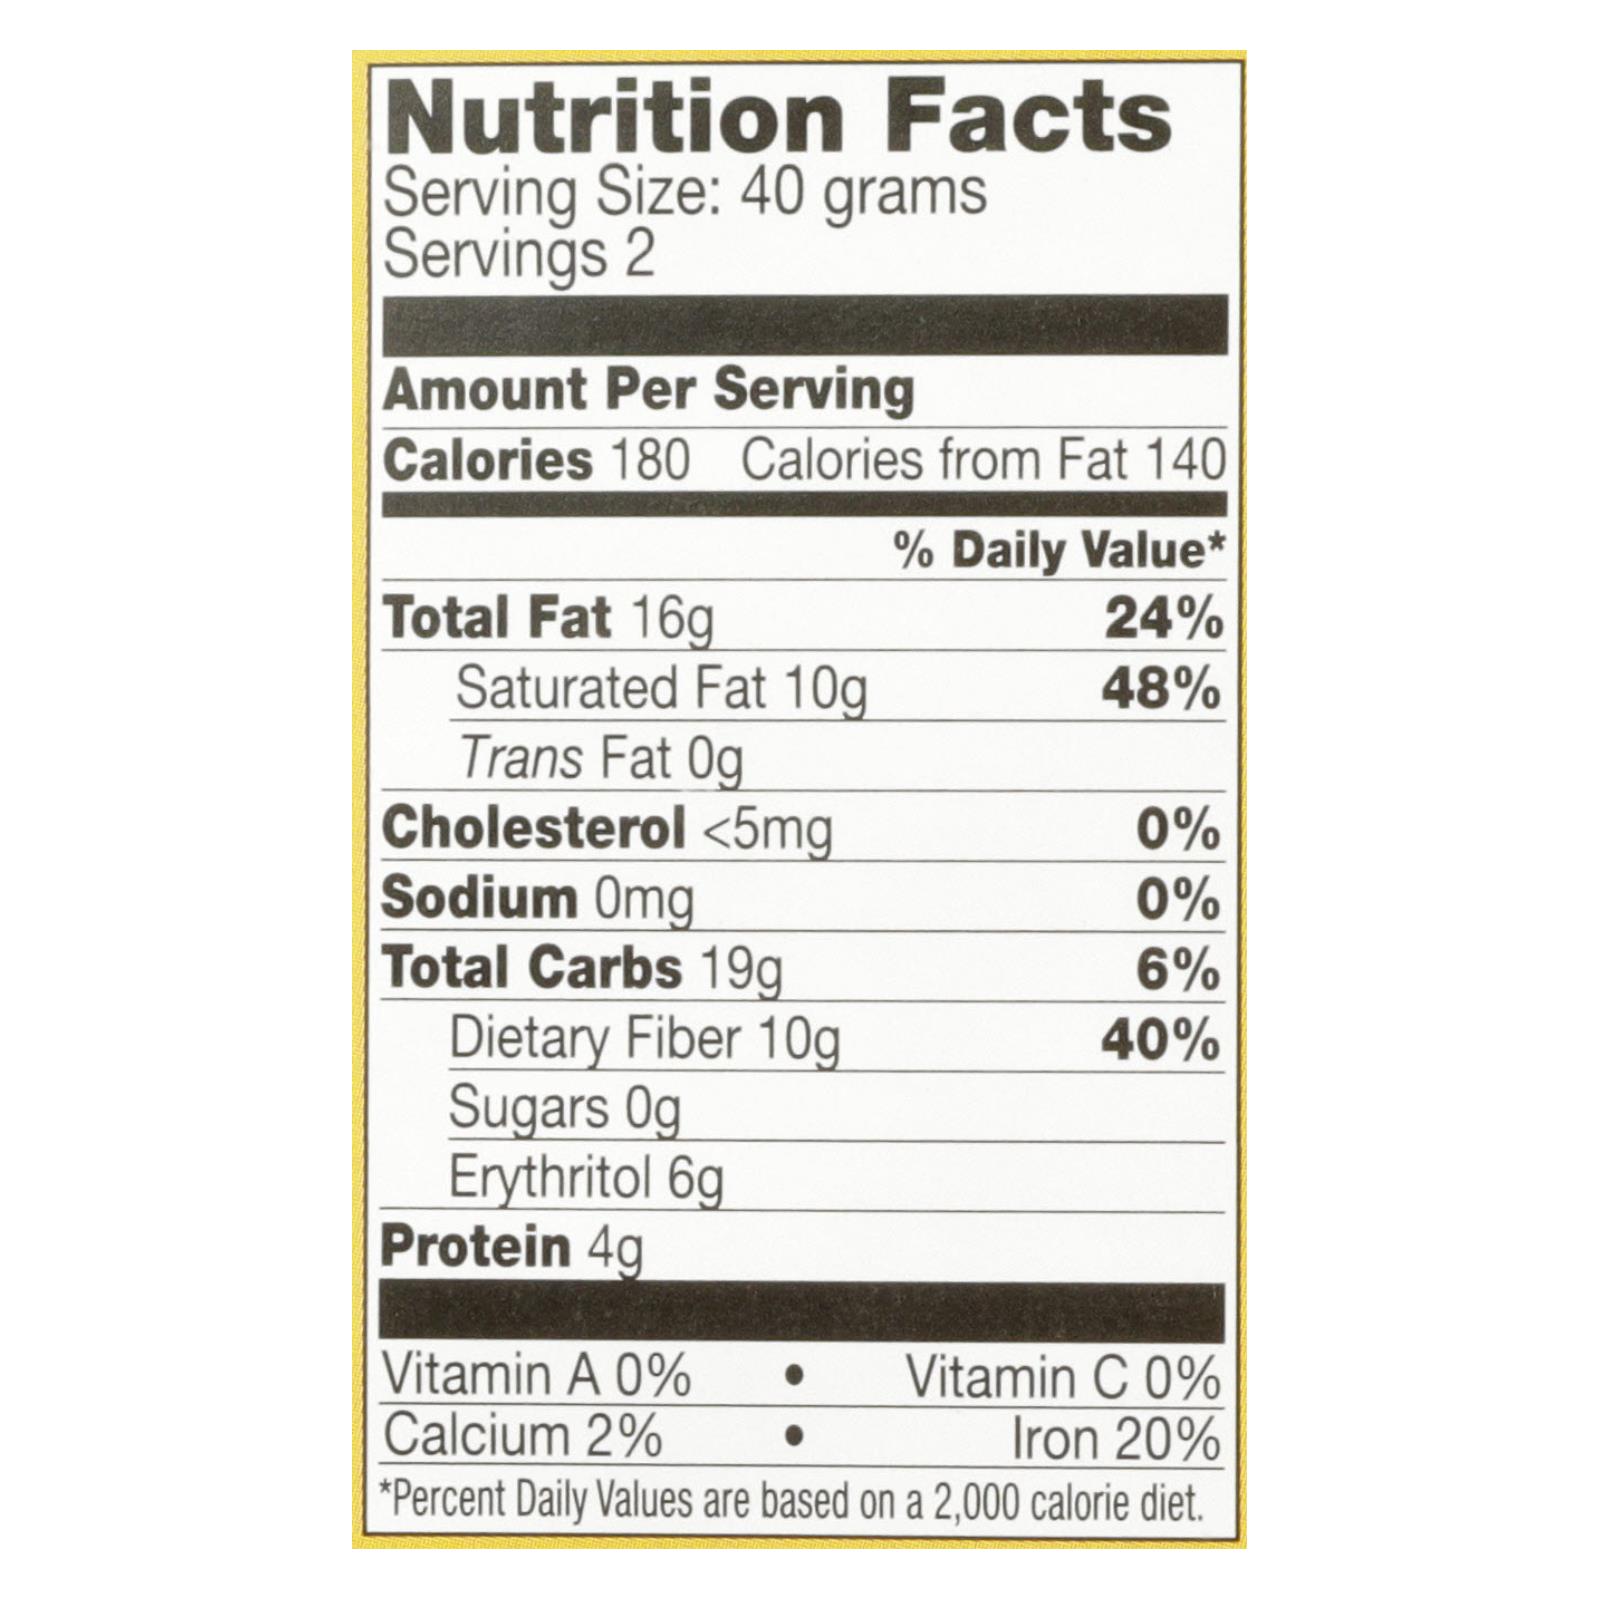 Nutrition Facts
Serving Size: 40 grams
Servings 2
Amount Per Serving
Calories 180 Calories from Fat 140
% Daily Value*
Total Fat 16g 24%
Saturated Fat 10g 48%
Trans Fat 0g
Cholesterol <5mg 0%
Sodium 0mg 0%
Total Carbs 19g 6%
Dietary Fiber 10g 40%
Sugars 0g
Erythritol 6g
Protein 4g
Vitamin A 0% • Vitamin C 0%
Calcium 2% • Iron 20%
*Percent Daily Values are based on a 2,000 calorie diet.